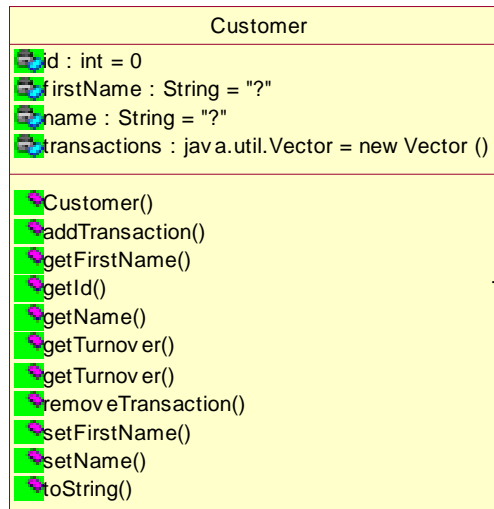 Customer
id : int = 0
firstName : String = "?"
name : String = "?"
transactions : java.util.Vector = new Vector ()
Customer()
addTransaction()
getFirstName()
getId()
getName()
getTurnover()
getTurnover()
removeTransaction()
setFirstName()
setName()
toString()